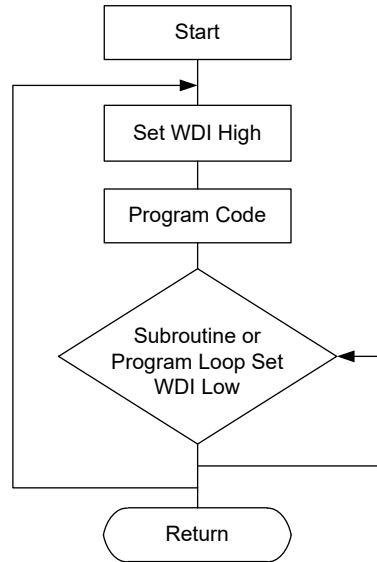 Start
Set WDI High
Program Code
Subroutine or
Program Loop Set
WDI Low
Return